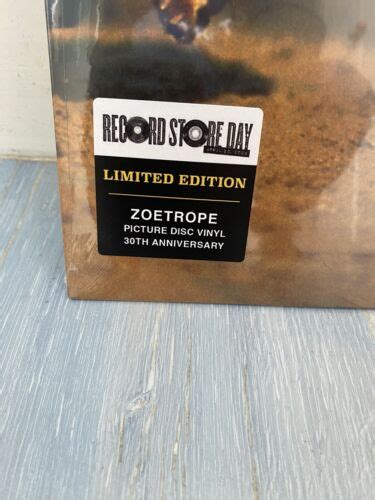 RECORD STORE DAY
LIMITED EDITION
ZOETROPE
PICTURE DISC VINYL
30TH ANNIVERSARY